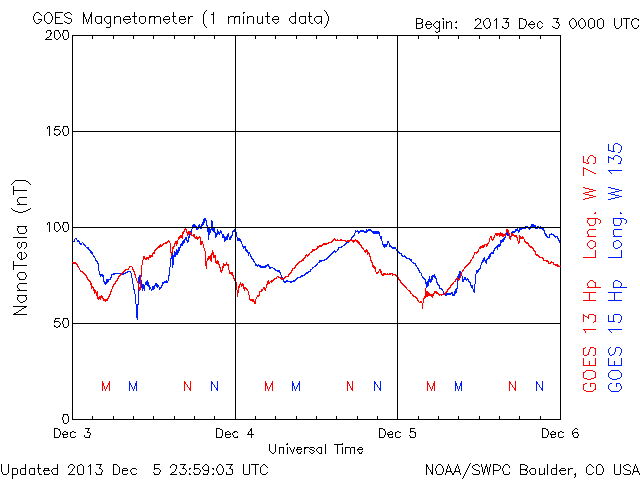 GOES Magnetometer (1 minute data)
Begin: 2013 Dec 3 0000 UTC
200
150
100
50
0
NanoTesla (nT)
M M N N M M N N M M N N
Dec 3 Dec 4 Dec 5 Dec 6
Universal Time
GOES 13 Hp Long. W 75
GOES 15 Hp Long. W 135
Updated 2013 Dec 5 23:59:03 UTC
NOAA/SWPC Boulder, CO USA